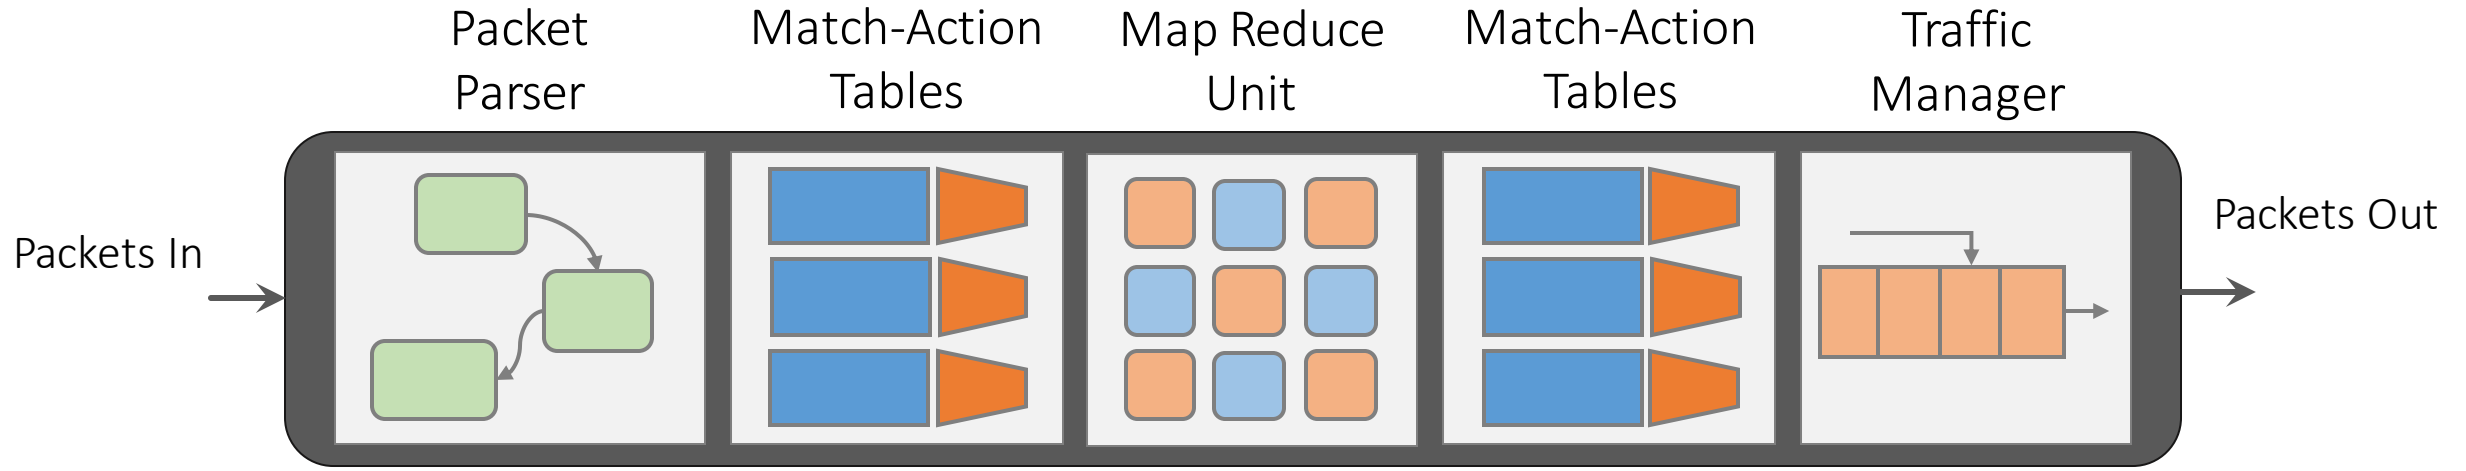 Packet
Parser
Match-Action
Tables
Map Reduce
Unit
Match-Action
Tables
Traffic
Manager
Packets In
Packets Out